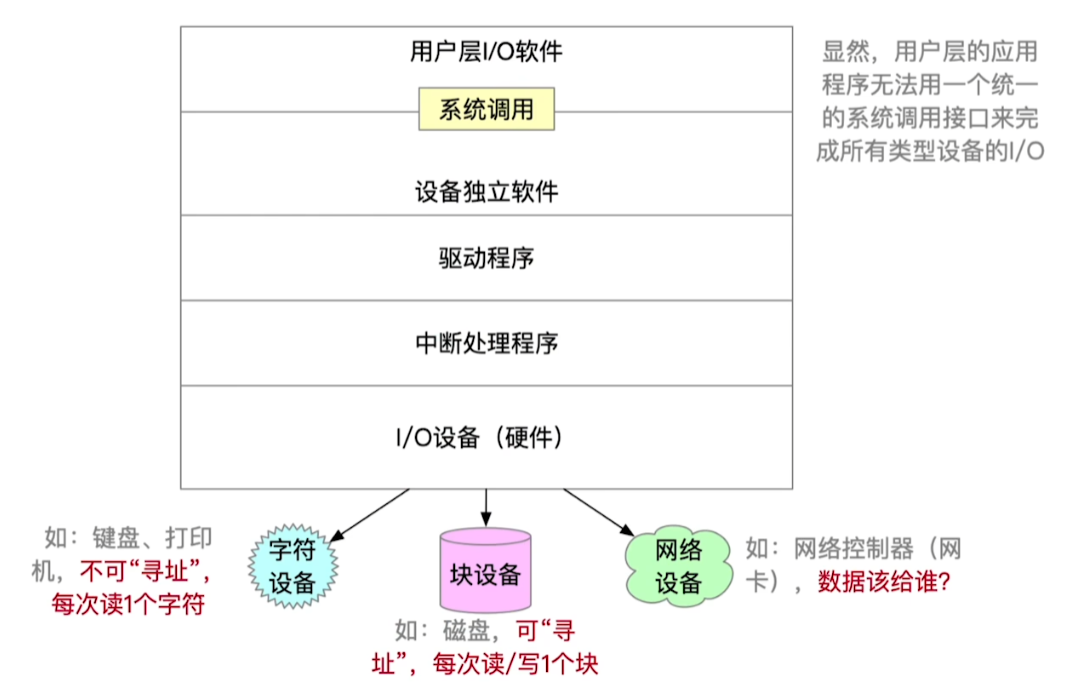 用户层I/O软件
系统调用
设备独立软件
驱动程序
中断处理程序
I/O设备（硬件）
显然，用户层的应用
程序无法用一个统一
的系统调用接口来完
成所有类型设备的I/O
如：键盘、打印
机，不可“寻址”，
每次读1个字符
字符
设备
块设备
如：磁盘，可“寻
址”，每次读/写1个块
网络
设备
如：网络控制器（网
卡），数据该给谁？